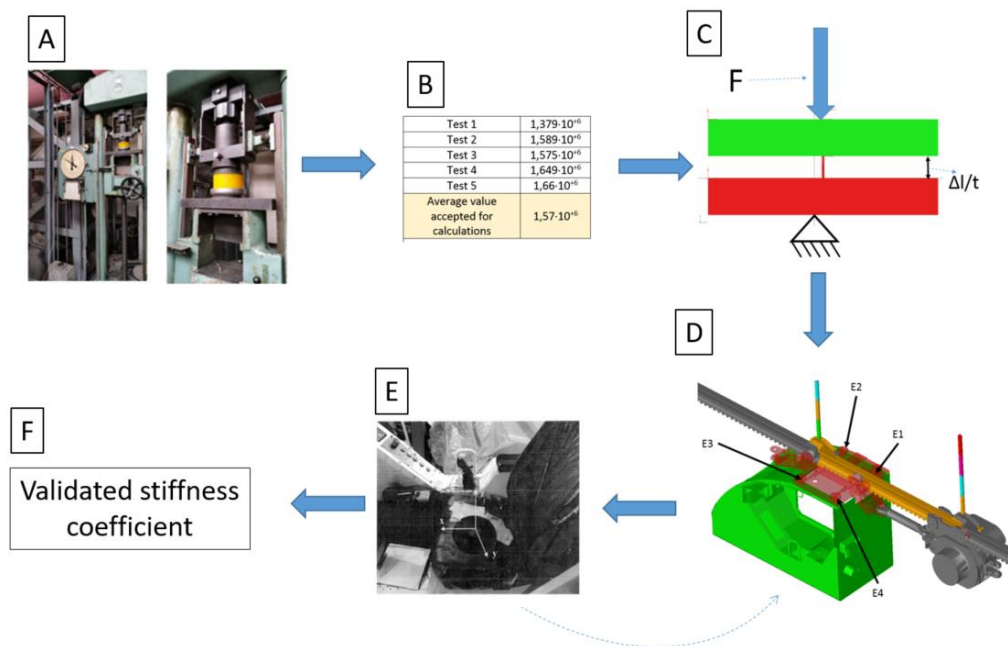 A
B
Test 1 1,379·10⁺⁶
Test 2 1,589·10⁺⁶
Test 3 1,575·10⁺⁶
Test 4 1,649·10⁺⁶
Test 5 1,66·10⁺⁶
Average value
accepted for
calculations
1,57·10⁺⁶
C
F
Δl/t
D
E2
E1
E3
E4
E
F
Validated stiffness
coefficient